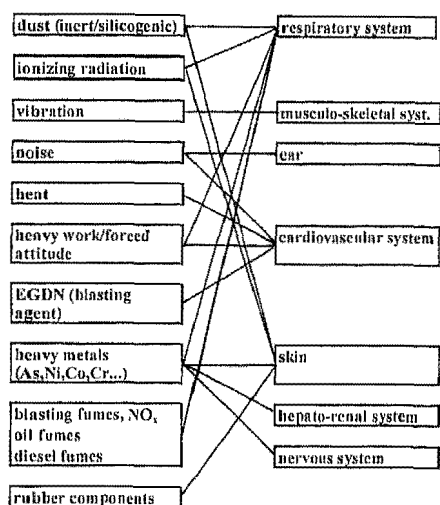 dust (inert/silicogenic)
ionizing radiation
vibration
noise
heat
heavy work/forced
attitude
EGDN (blasting
agent)
heavy metals
(As,Ni,Co,Cr...)
blasting fumes, NOx
oil fumes
diesel fumes
rubber components
respiratory system
musculo-skeletal syst.
ear
cardiovascular system
skin
hepato-renal system
nervous system